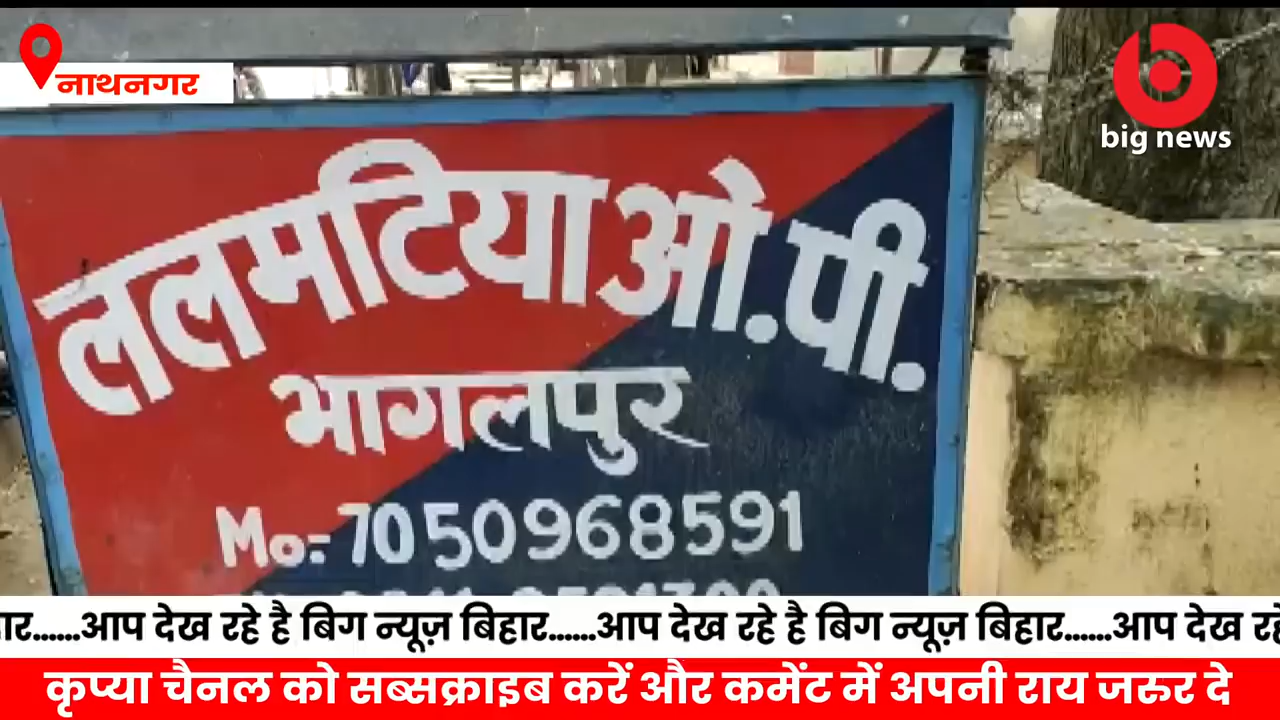 नाथनगर
big news
ललमटिया ओ.पी.
भागलपुर
Mo:- 7050968591
ार......आप देख रहे है बिग न्यूज़ बिहार......आप देख रहे है बिग न्यूज़ बिहार......आप देख रहे
कृप्या चैनल को सब्सक्राइब करें और कमेंट में अपनी राय जरुर दे